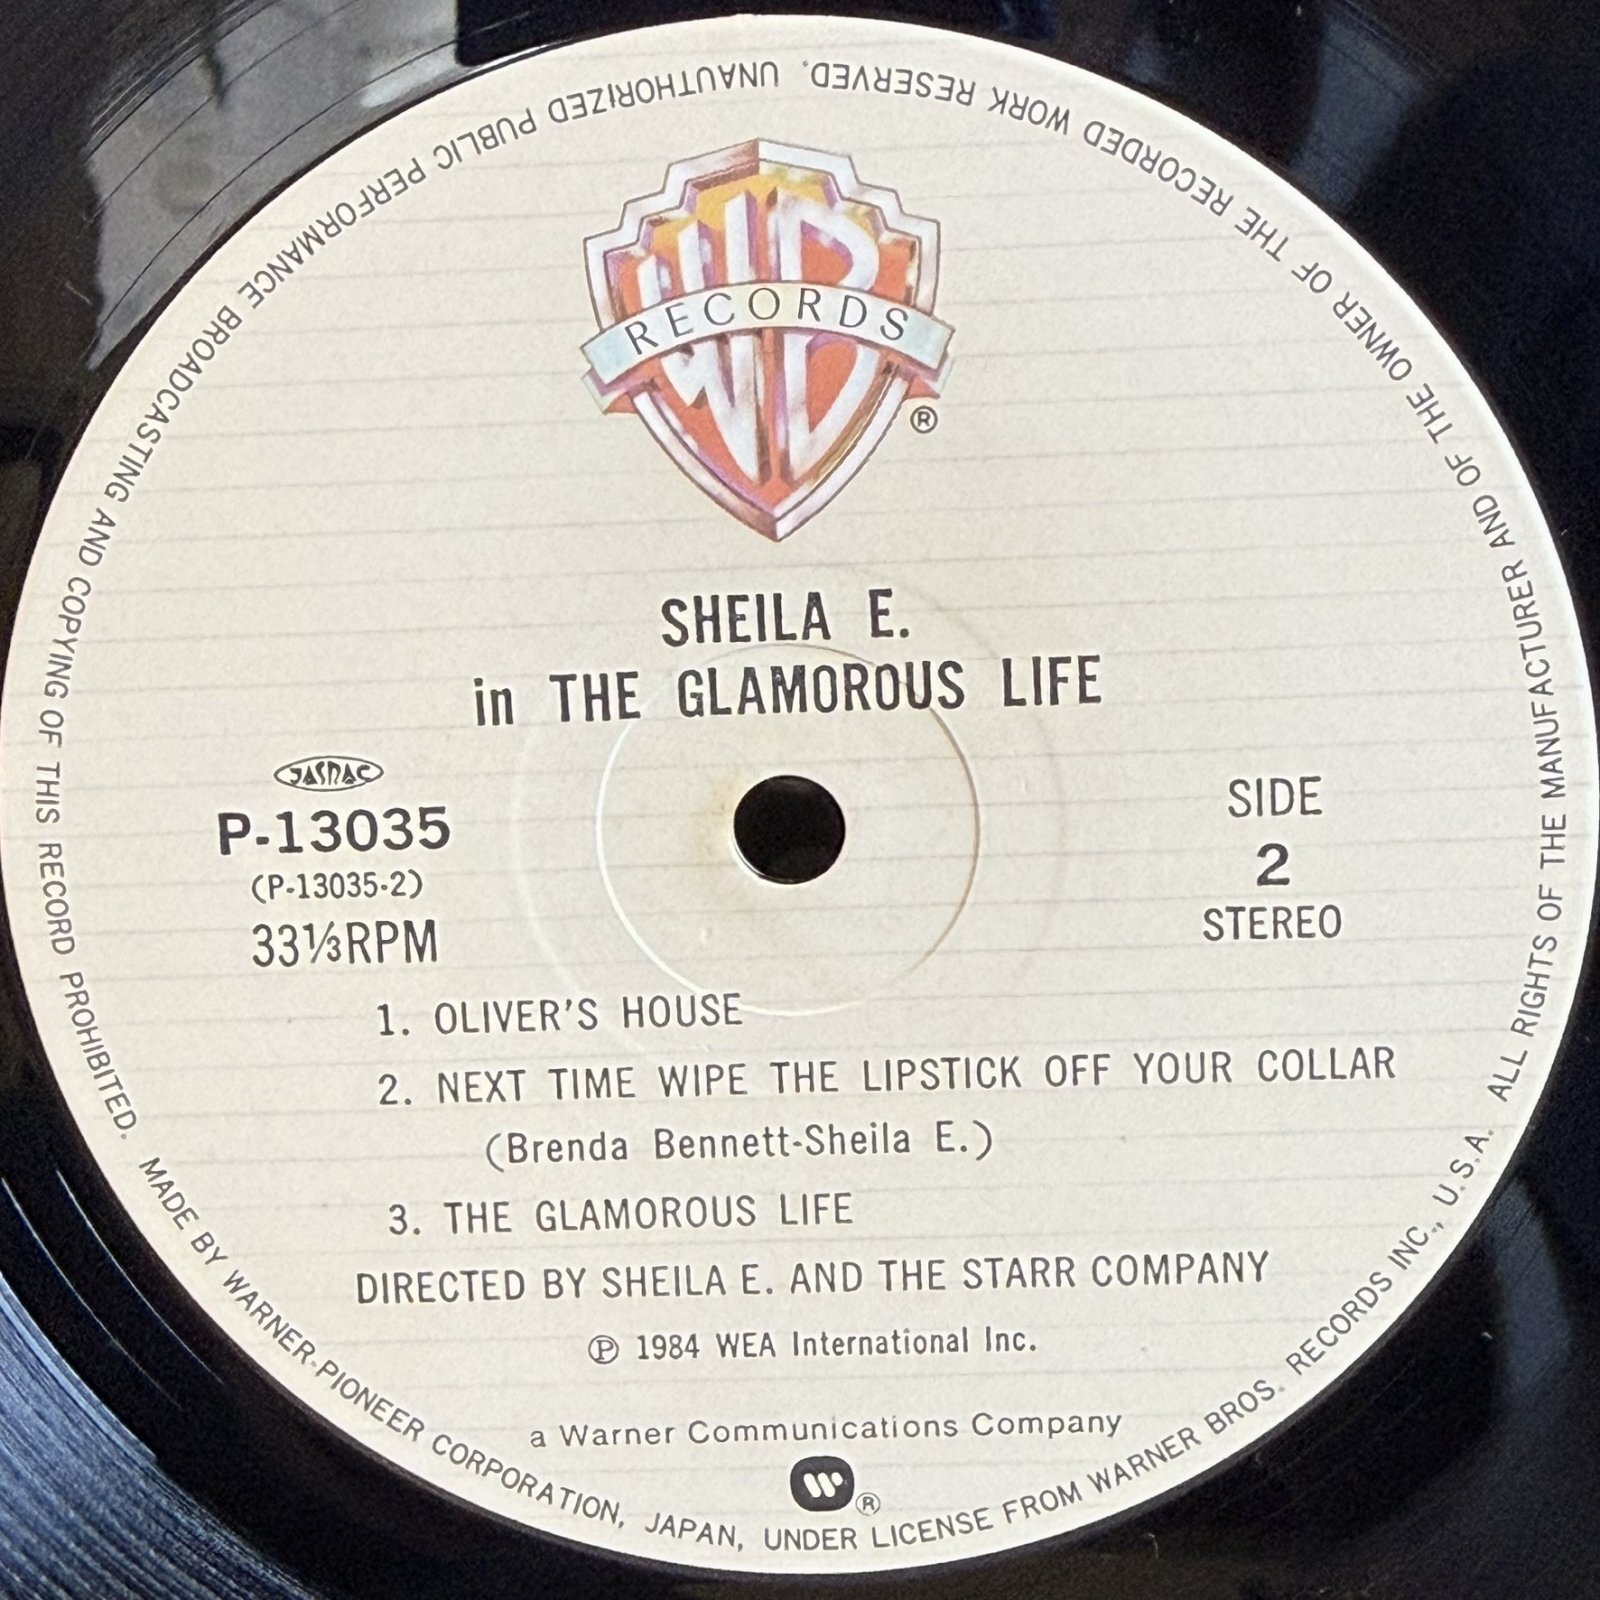 WB
RECORDS
®
SHEILA E.
in THE GLAMOROUS LIFE
JASRAC
P-13035
(P-13035-2)
33⅓RPM
SIDE
2
STEREO
1. OLIVER'S HOUSE
2. NEXT TIME WIPE THE LIPSTICK OFF YOUR COLLAR
(Brenda Bennett-Sheila E.)
3. THE GLAMOROUS LIFE
DIRECTED BY SHEILA E. AND THE STARR COMPANY
℗ 1984 WEA International Inc.
a Warner Communications Company
®
MADE BY WARNER-PIONEER CORPORATION, JAPAN, UNDER LICENSE FROM WARNER BROS. RECORDS INC., U.S.A. ALL RIGHTS OF THE MANUFACTURER AND OF THE OWNER OF THE RECORDED WORK RESERVED. UNAUTHORIZED PUBLIC PERFORMANCE BROADCASTING AND COPYING OF THIS RECORD PROHIBITED.